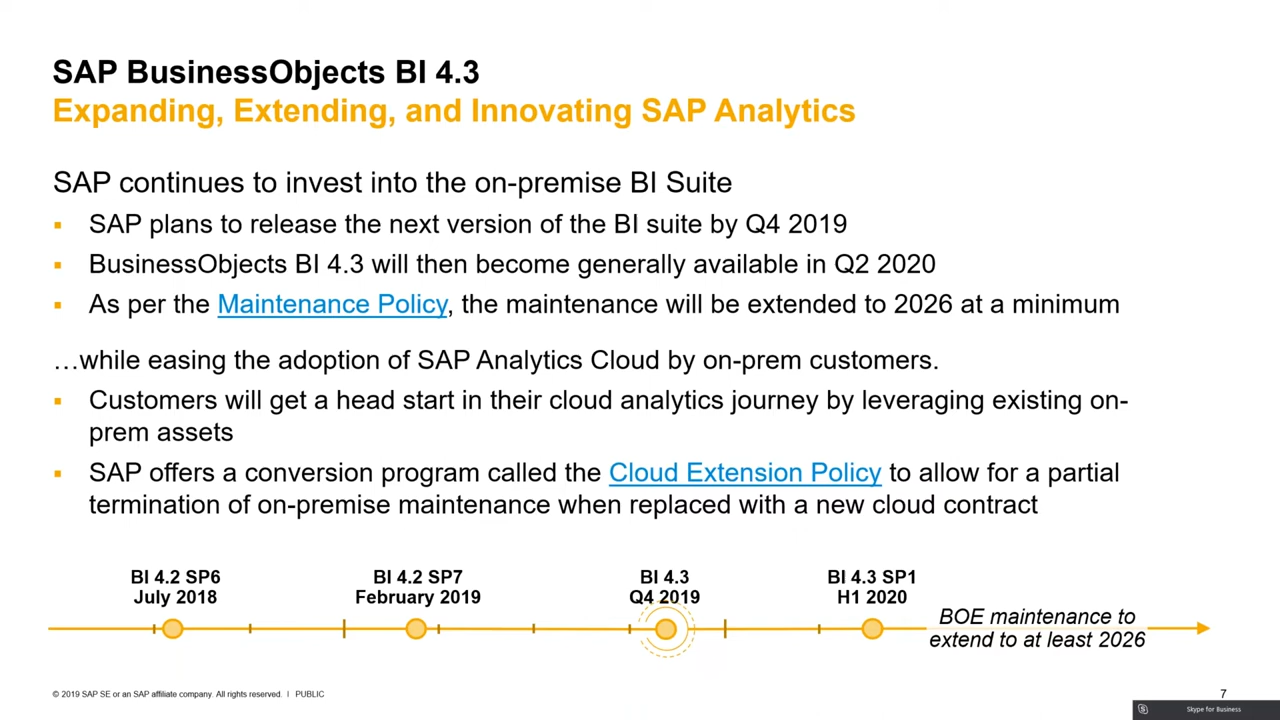 SAP BusinessObjects BI 4.3
Expanding, Extending, and Innovating SAP Analytics
SAP continues to invest into the on-premise BI Suite
▪ SAP plans to release the next version of the BI suite by Q4 2019
▪ BusinessObjects BI 4.3 will then become generally available in Q2 2020
▪ As per the Maintenance Policy, the maintenance will be extended to 2026 at a minimum
…while easing the adoption of SAP Analytics Cloud by on-prem customers.
▪ Customers will get a head start in their cloud analytics journey by leveraging existing on-
prem assets
▪ SAP offers a conversion program called the Cloud Extension Policy to allow for a partial
termination of on-premise maintenance when replaced with a new cloud contract
BI 4.2 SP6
July 2018
BI 4.2 SP7
February 2019
BI 4.3
Q4 2019
BI 4.3 SP1
H1 2020
BOE maintenance to
extend to at least 2026
© 2019 SAP SE or an SAP affiliate company. All rights reserved. | PUBLIC
7
Skype for Business